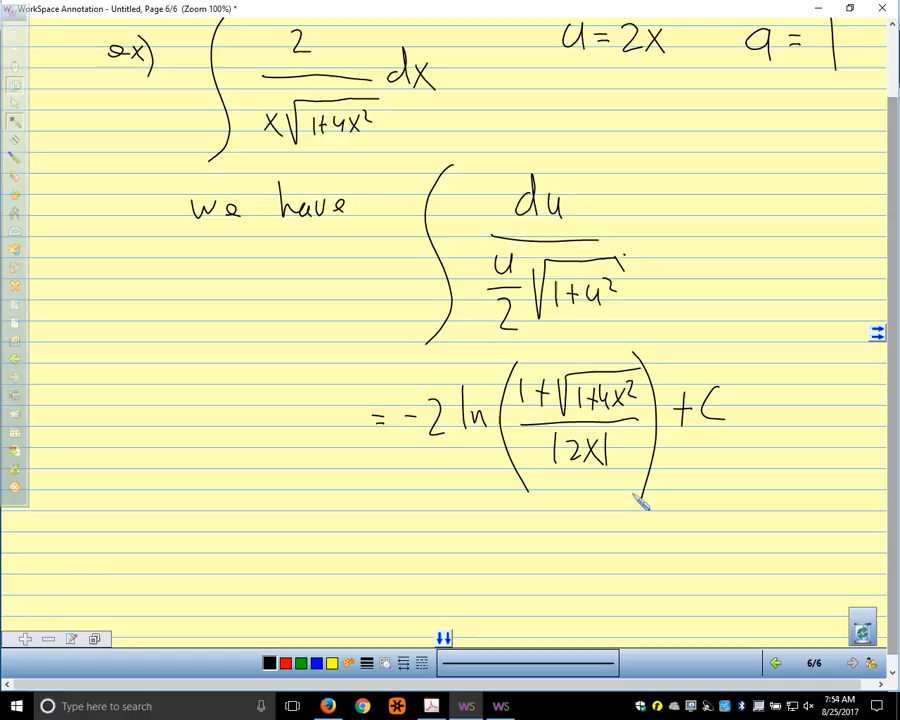 WorkSpace Annotation - Untitled, Page 6/6 (Zoom 100%) *
ex) ∫ 2 / (x√(1+4x²)) dx u = 2x a = 1
we have ∫ du / ((u/2)√(1+u²))
= -2 ln ( (1+√(1+4x²)) / |2x| ) + C
6/6
Type here to search
WS WS
7:54 AM
8/25/2017